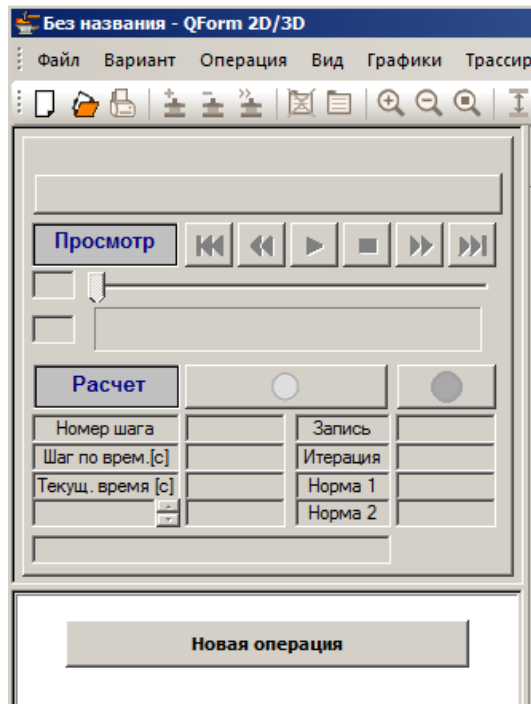 Без названия - QForm 2D/3D
Файл Вариант Операция Вид Графики Трассир
Просмотр
Расчет
Номер шага Запись
Шаг по врем.[с] Итерация
Текущ. время [с] Норма 1
Норма 2
Новая операция